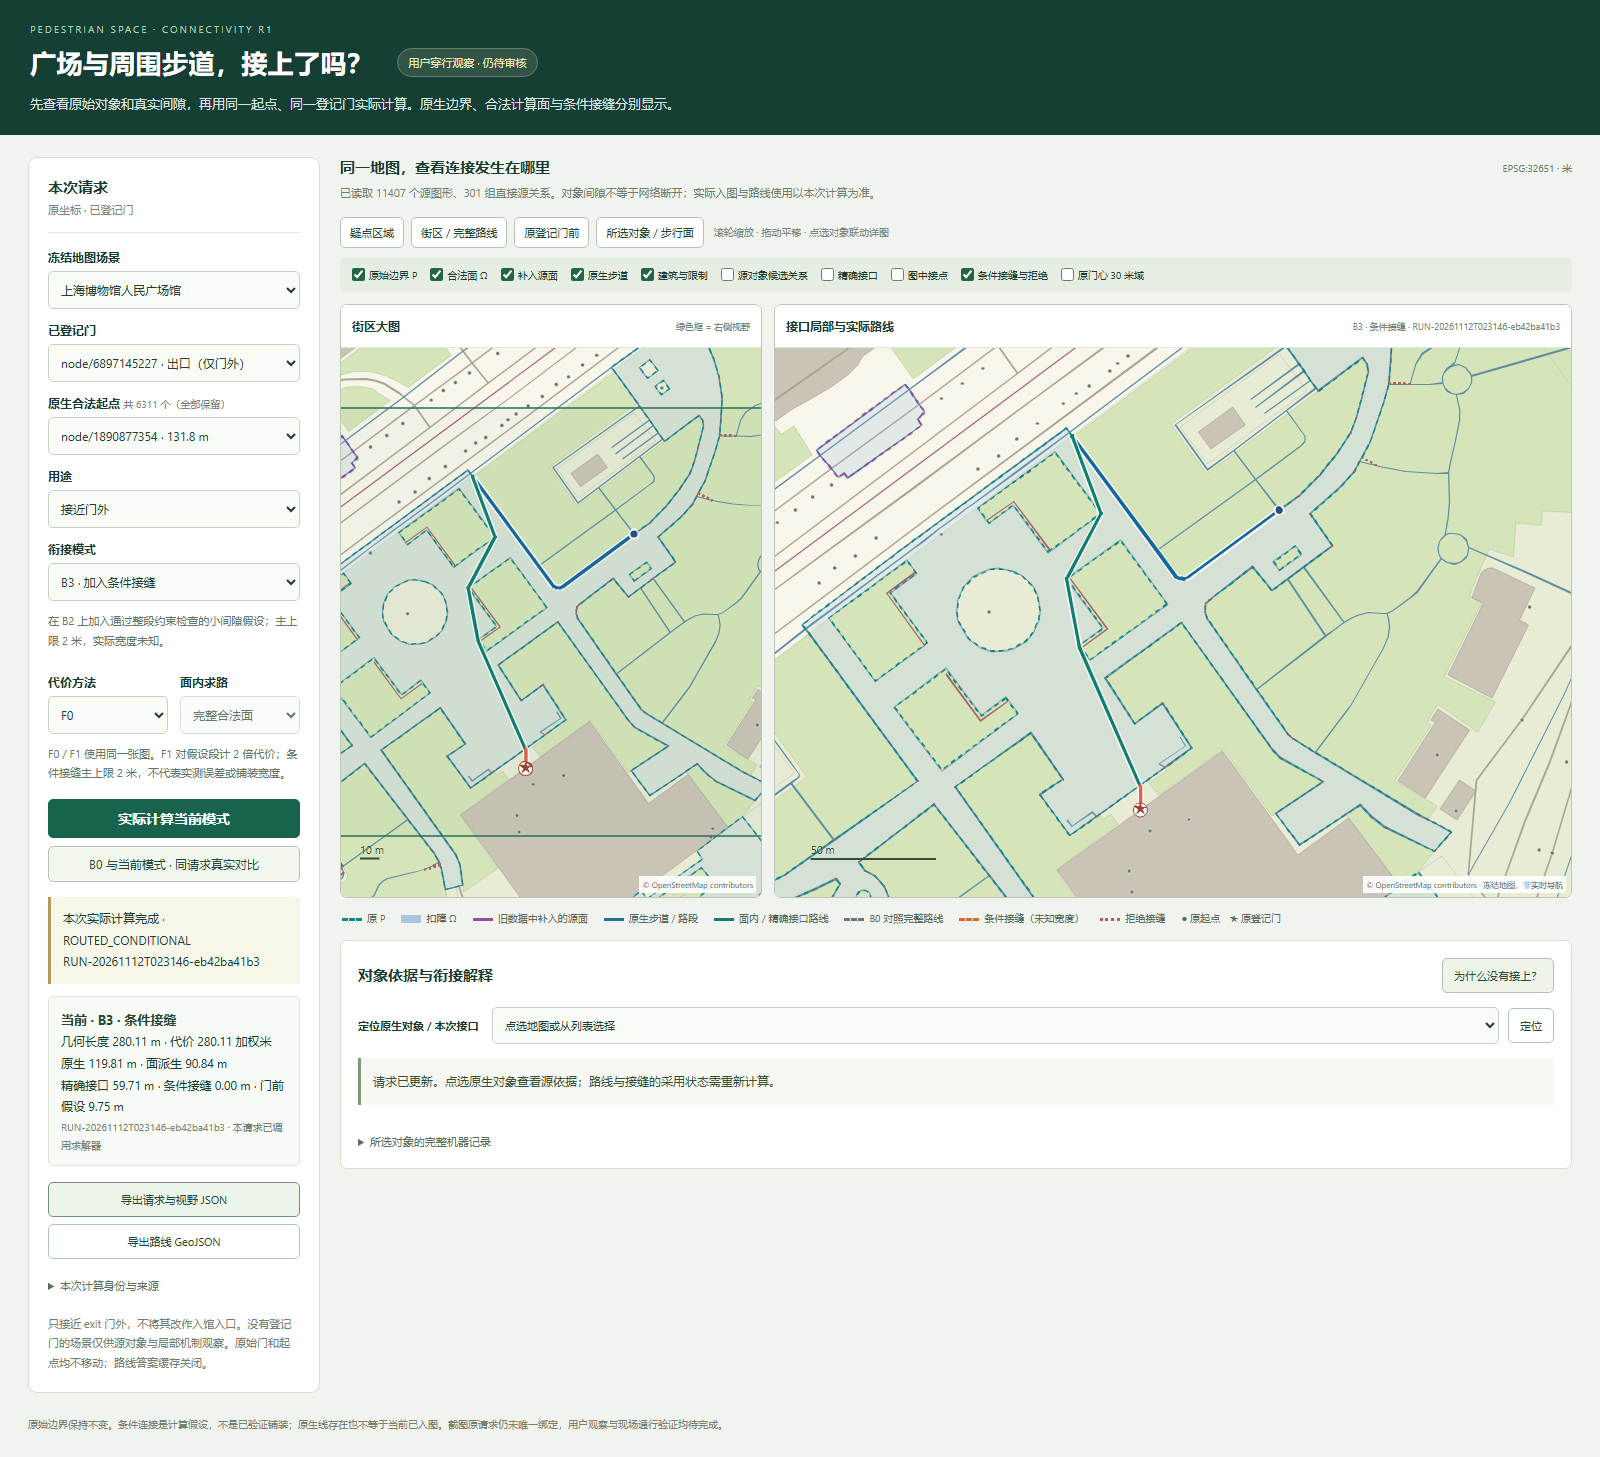 PEDESTRIAN SPACE · CONNECTIVITY R1
广场与周围步道，接上了吗？
用户穿行观察 · 仍待审核
先查看原始对象和真实间隙，再用同一起点、同一登记门实际计算。原生边界、合法计算面与条件接缝分别显示。
本次请求
原坐标 · 已登记门
冻结地图场景
上海博物馆人民广场馆
已登记门
node/6897145227 · 出口（仅门外）
原生合法起点 共 6311 个（全部保留）
node/1890877354 · 131.8 m
用途
接近门外
衔接模式
B3 · 加入条件接缝
在 B2 上加入通过整段约束检查的小间隙假设；主上
限 2 米，实际宽度未知。
代价方法
面内求路
F0
完整合法面
F0 / F1 使用同一张图。F1 对假设段计 2 倍代价；条
件接缝主上限 2 米，不代表实测误差或铺装宽度。
实际计算当前模式
B0 与当前模式 · 同请求真实对比
本次实际计算完成 ·
ROUTED_CONDITIONAL
RUN-20261112T023146-eb42ba41b3
当前 · B3 · 条件接缝
几何长度 280.11 m · 代价 280.11 加权米
原生 119.81 m · 面派生 90.84 m
精确接口 59.71 m · 条件接缝 0.00 m · 门前
假设 9.75 m
RUN-20261112T023146-eb42ba41b3 · 本请求已调
用求解器
导出请求与视野 JSON
导出路线 GeoJSON
▶ 本次计算身份与来源
只接近 exit 门外，不将其改作入馆入口。没有登记
门的场景仅供源对象与局部机制观察。原始门和起
点均不移动；路线答案缓存关闭。
同一地图，查看连接发生在哪里
EPSG:32651 · 米
已读取 11407 个源图形、301 组直接源关系。对象间隙不等于网络断开；实际入图与路线使用以本次计算为准。
疑点区域
街区 / 完整路线
原登记门前
所选对象 / 步行面
滚轮缩放 · 拖动平移 · 点选对象联动详图
原始边界 P
合法面 Ω
补入源面
原生步道
建筑与限制
源对象候选关系
精确接口
图中接点
条件接缝与拒绝
原门心 30 米域
街区大图
绿色框 = 右侧视野
10 m
© OpenStreetMap contributors
接口局部与实际路线
B3 · 条件接缝 · RUN-20261112T023146-eb42ba41b3
50 m
© OpenStreetMap contributors · 冻结地图，非实时导航
原 P
扣障 Ω
旧数据中补入的源面
原生步道 / 路段
面内 / 精确接口路线
B0 对照完整路线
条件接缝（未知宽度）
拒绝接缝
● 原起点
★ 原登记门
对象依据与衔接解释
为什么没有接上？
定位原生对象 / 本次接口
点选地图或从列表选择
定位
请求已更新。点选原生对象查看源依据；路线与接缝的采用状态需重新计算。
▶ 所选对象的完整机器记录
原始边界保持不变。条件连接是计算假设，不是已验证铺装；原生线存在也不等于当前已入图。截图原请求仍未唯一绑定，用户观察与现场通行验证均待完成。